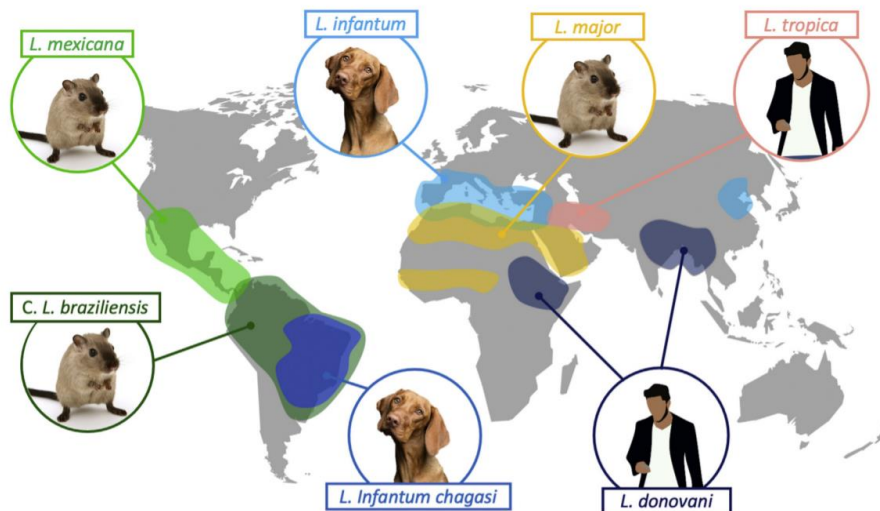 L. mexicana
L. infantum
L. major
L. tropica
C. L. braziliensis
L. Infantum chagasi
L. donovani